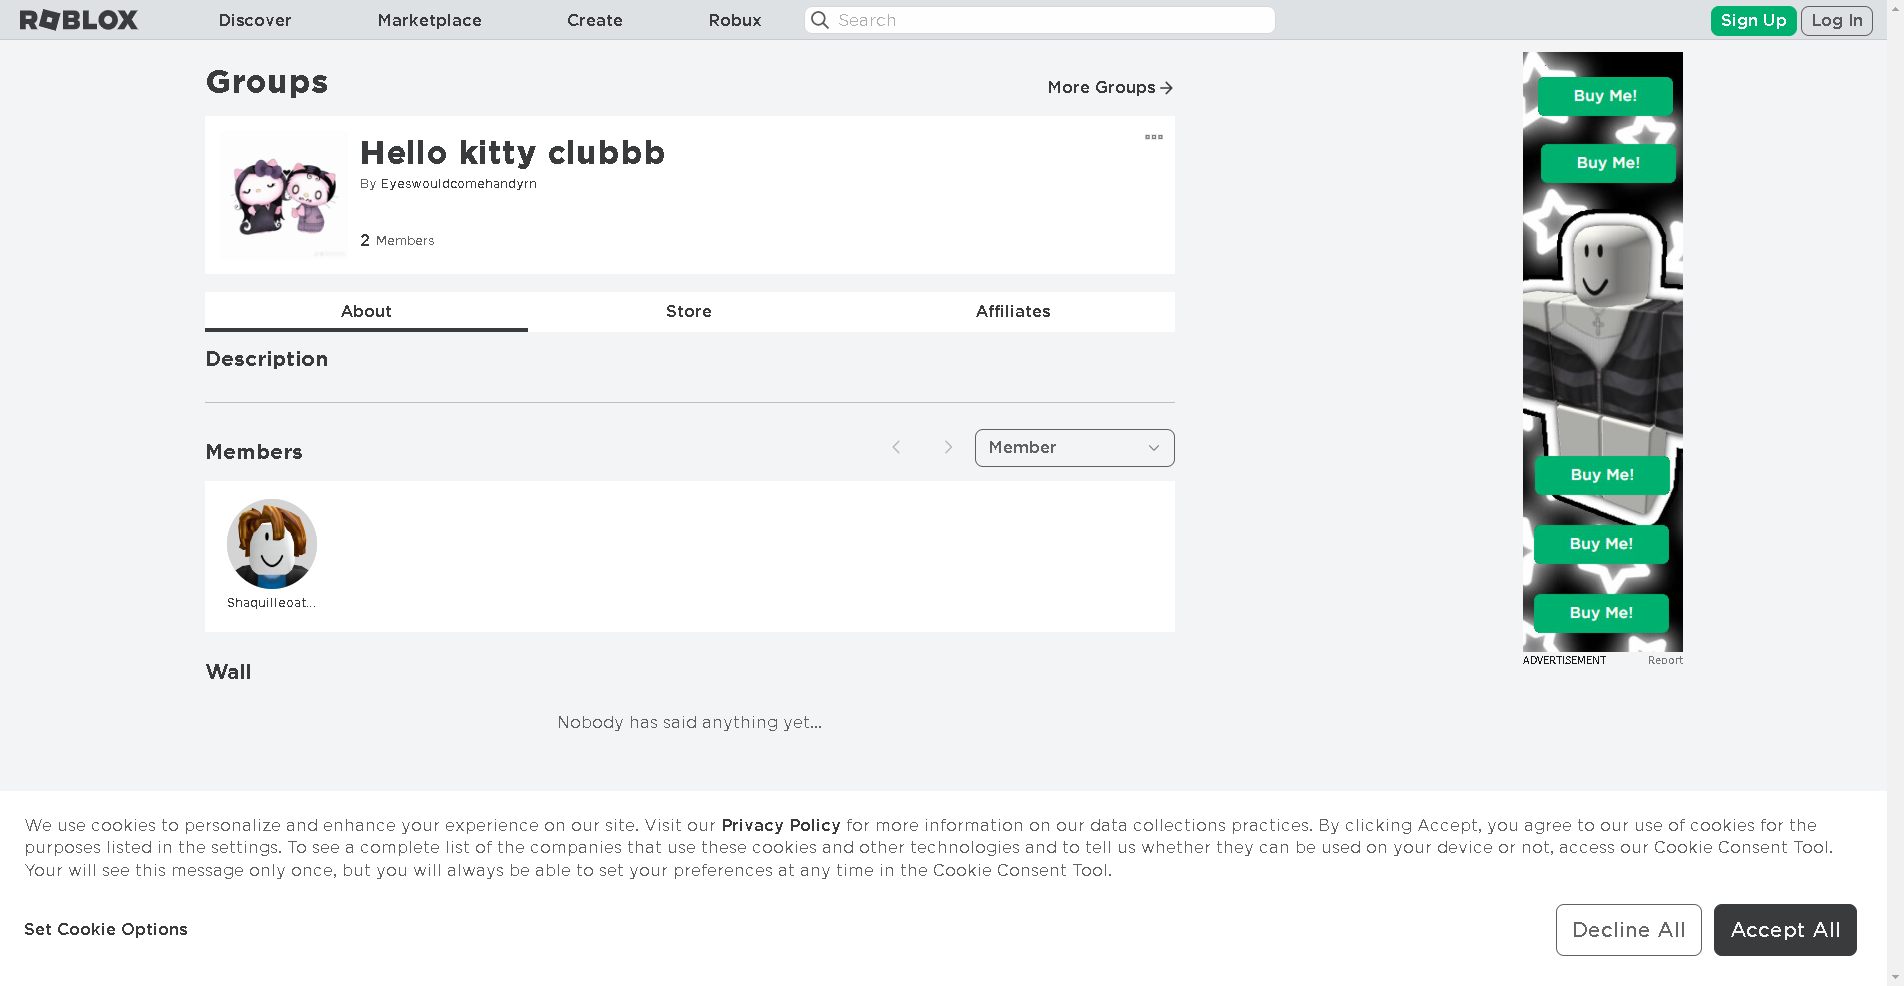 ROBLOX Discover Marketplace Create Robux Search Sign Up Log In
Groups
More Groups
Hello kitty clubbb
By Eyeswouldcomehandyrn
2 Members
About Store Affiliates
Description
Members
Member
Shaquilleoat...
Wall
Nobody has said anything yet...
Buy Me!
Buy Me!
Buy Me!
Buy Me!
Buy Me!
ADVERTISEMENT Report
We use cookies to personalize and enhance your experience on our site. Visit our Privacy Policy for more information on our data collections practices. By clicking Accept, you agree to our use of cookies for the
purposes listed in the settings. To see a complete list of the companies that use these cookies and other technologies and to tell us whether they can be used on your device or not, access our Cookie Consent Tool.
Your will see this message only once, but you will always be able to set your preferences at any time in the Cookie Consent Tool.
Set Cookie Options
Decline All
Accept All